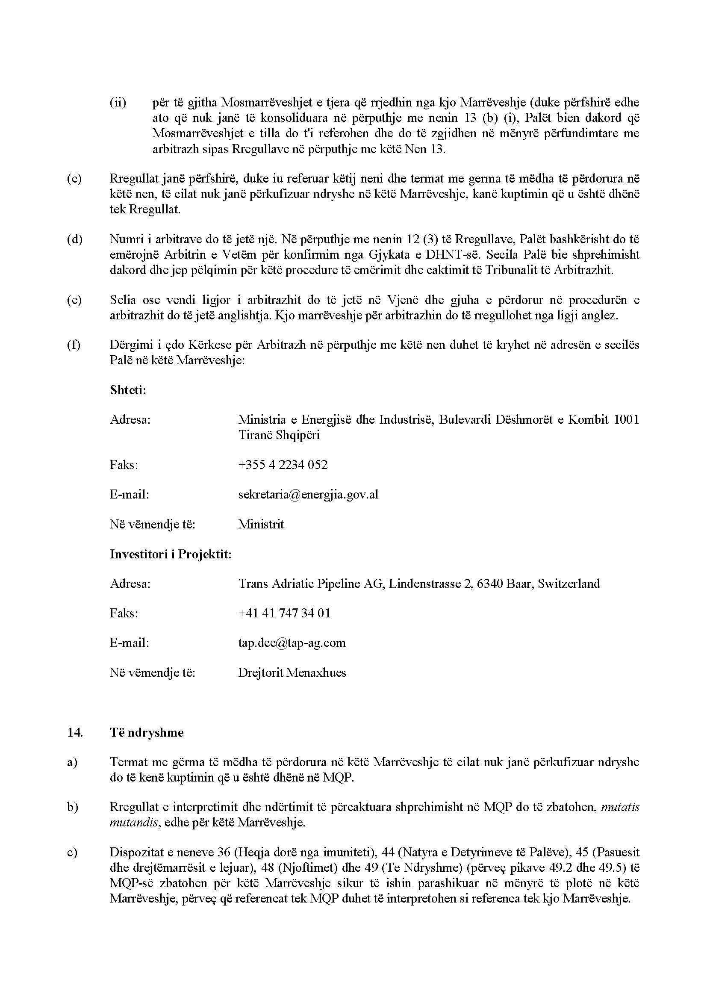 (ii) për të gjitha Mosmarrëveshjet e tjera që rrjedhin nga kjo Marrëveshje (duke përfshirë edhe
ato që nuk janë të konsoliduara në përputhje me nenin 13 (b) (i), Palët bien dakord që
Mosmarrëveshjet e tilla do t'i referohen dhe do të zgjidhen në mënyrë përfundimtare me
arbitrazh sipas Rregullave në përputhje me këtë Nen 13.
(c) Rregullat janë përfshirë, duke iu referuar këtij neni dhe termat me germa të mëdha të përdorura në
këtë nen, të cilat nuk janë përkufizuar ndryshe në këtë Marrëveshje, kanë kuptimin që u është dhënë
tek Rregullat.
(d) Numri i arbitrave do të jetë një. Në përputhje me nenin 12 (3) të Rregullave, Palët bashkërisht do të
emërojnë Arbitrin e Vetëm për konfirmim nga Gjykata e DHNT-së. Secila Palë bie shprehimisht
dakord dhe jep pëlqimin për këtë procedure të emërimit dhe caktimit të Tribunalit të Arbitrazhit.
(e) Selia ose vendi ligjor i arbitrazhit do të jetë në Vjenë dhe gjuha e përdorur në procedurën e
arbitrazhit do të jetë anglishtja. Kjo marrëveshje për arbitrazhin do të rregullohet nga ligji anglez.
(f) Dërgimi i çdo Kërkese për Arbitrazh në përputhje me këtë nen duhet të kryhet në adresën e secilës
Palë në këtë Marrëveshje:
Shteti:
Adresa: Ministria e Energjisë dhe Industrisë, Bulevardi Dëshmorët e Kombit 1001
Tiranë Shqipëri
Faks: +355 4 2234 052
E-mail: sekretaria@energjia.gov.al
Në vëmendje të: Ministrit
Investitori i Projektit:
Adresa: Trans Adriatic Pipeline AG, Lindenstrasse 2, 6340 Baar, Switzerland
Faks: +41 41 747 34 01
E-mail: tap.dcc@tap-ag.com
Në vëmendje të: Drejtorit Menaxhues
14. Të ndryshme
a) Termat me gërma të mëdha të përdorura në këtë Marrëveshje të cilat nuk janë përkufizuar ndryshe
do të kenë kuptimin që u është dhënë në MQP.
b) Rregullat e interpretimit dhe ndërtimit të përcaktuara shprehimisht në MQP do të zbatohen, mutatis
mutandis, edhe për këtë Marrëveshje.
c) Dispozitat e neneve 36 (Heqja dorë nga imuniteti), 44 (Natyra e Detyrimeve të Palëve), 45 (Pasuesit
dhe drejtëmarrësit e lejuar), 48 (Njoftimet) dhe 49 (Te Ndryshme) (përveç pikave 49.2 dhe 49.5) të
MQP-së zbatohen për këtë Marrëveshje sikur të ishin parashikuar në mënyrë të plotë në këtë
Marrëveshje, përveç që referencat tek MQP duhet të interpretohen si referenca tek kjo Marrëveshje.